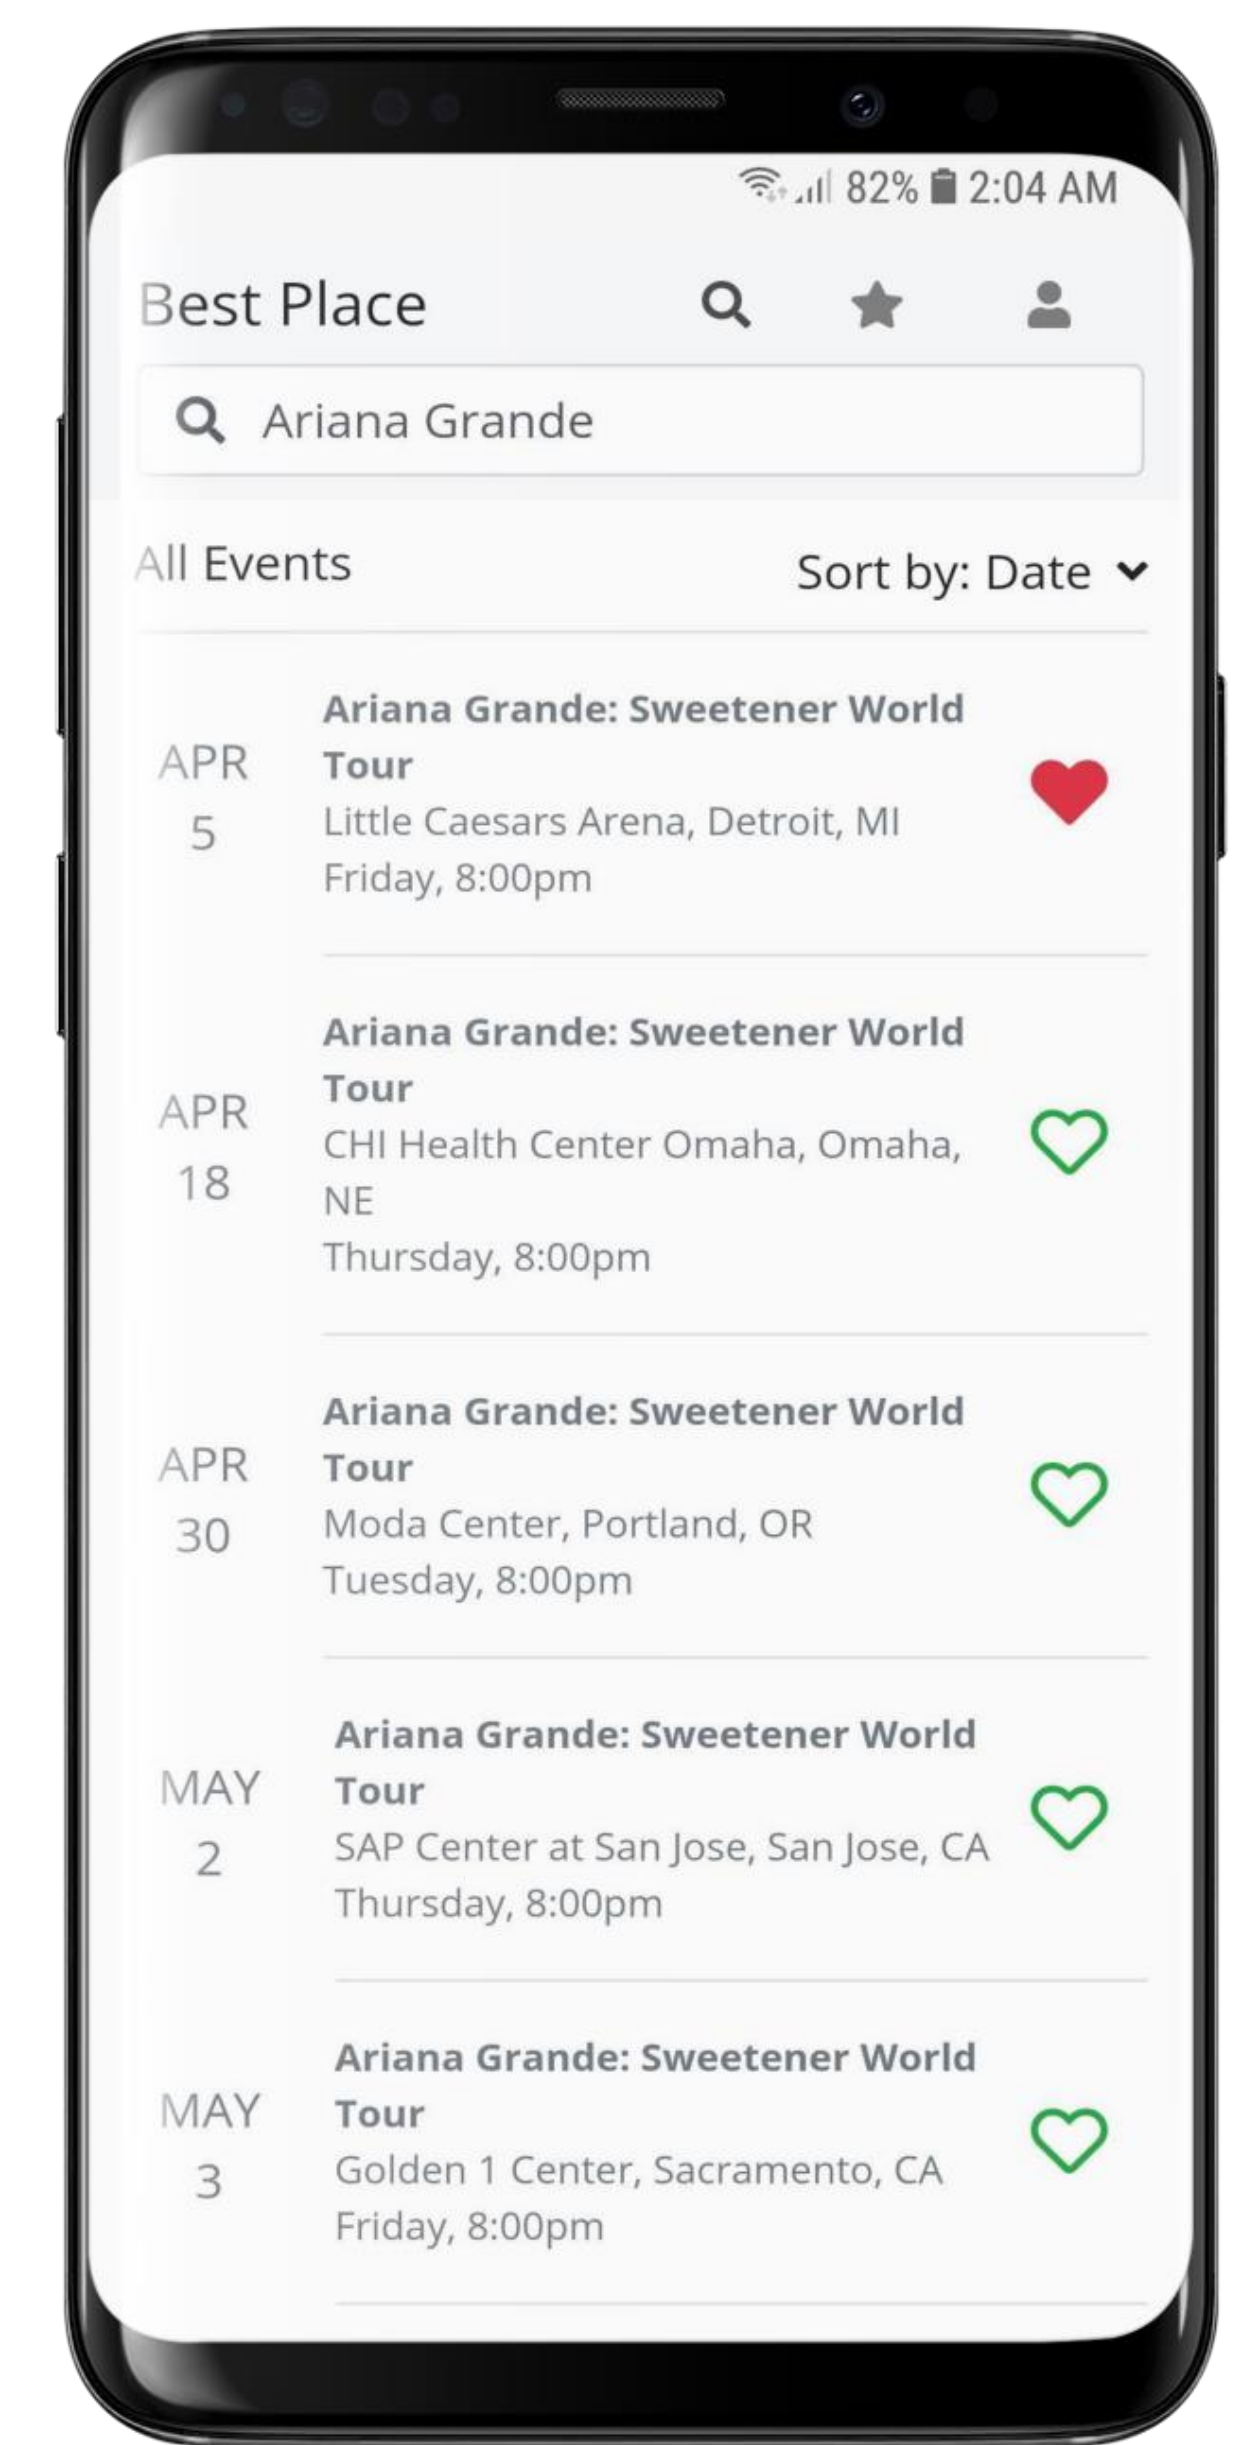 82% 2:04 AM
Best Place
Ariana Grande
All Events
Sort by: Date
APR
5
Ariana Grande: Sweetener World
Tour
Little Caesars Arena, Detroit, MI
Friday, 8:00pm
APR
18
Ariana Grande: Sweetener World
Tour
CHI Health Center Omaha, Omaha,
NE
Thursday, 8:00pm
APR
30
Ariana Grande: Sweetener World
Tour
Moda Center, Portland, OR
Tuesday, 8:00pm
MAY
2
Ariana Grande: Sweetener World
Tour
SAP Center at San Jose, San Jose, CA
Thursday, 8:00pm
MAY
3
Ariana Grande: Sweetener World
Tour
Golden 1 Center, Sacramento, CA
Friday, 8:00pm